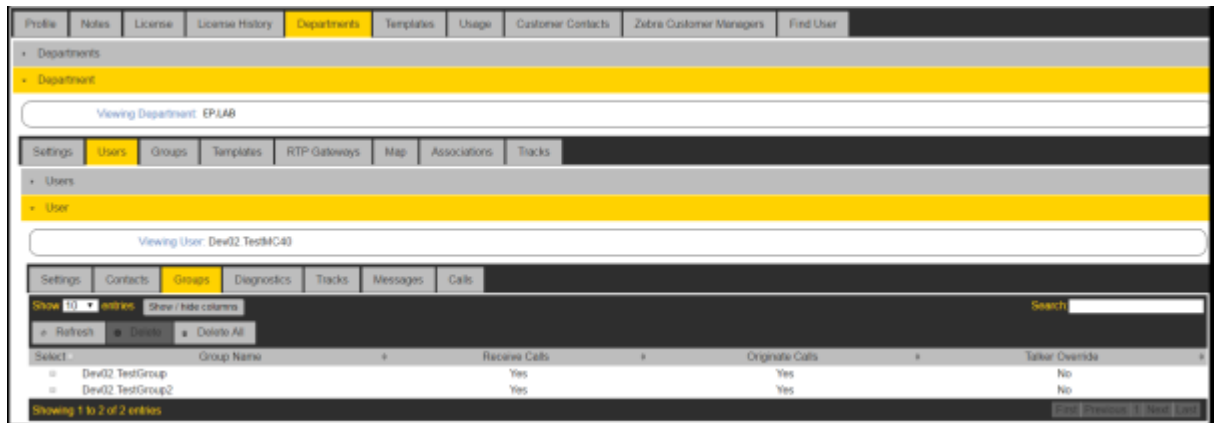 Profile Notes License License History Departments Templates Usage Customer Contacts Zebra Customer Managers Find User
Departments
Department
Viewing Department: EP.LAB
Settings Users Groups Templates RTP Gateways Map Associations Tracks
Users
User
Viewing User: Dev02.TestMC40
Settings Contacts Groups Diagnostics Tracks Messages Calls
Show 10 entries Show / hide columns Search:
Refresh Delete Delete All
Select Group Name Receive Calls Originate Calls Talker Override
Dev02.TestGroup Yes Yes No
Dev02.TestGroup2 Yes Yes No
Showing 1 to 2 of 2 entries First Previous 1 Next Last